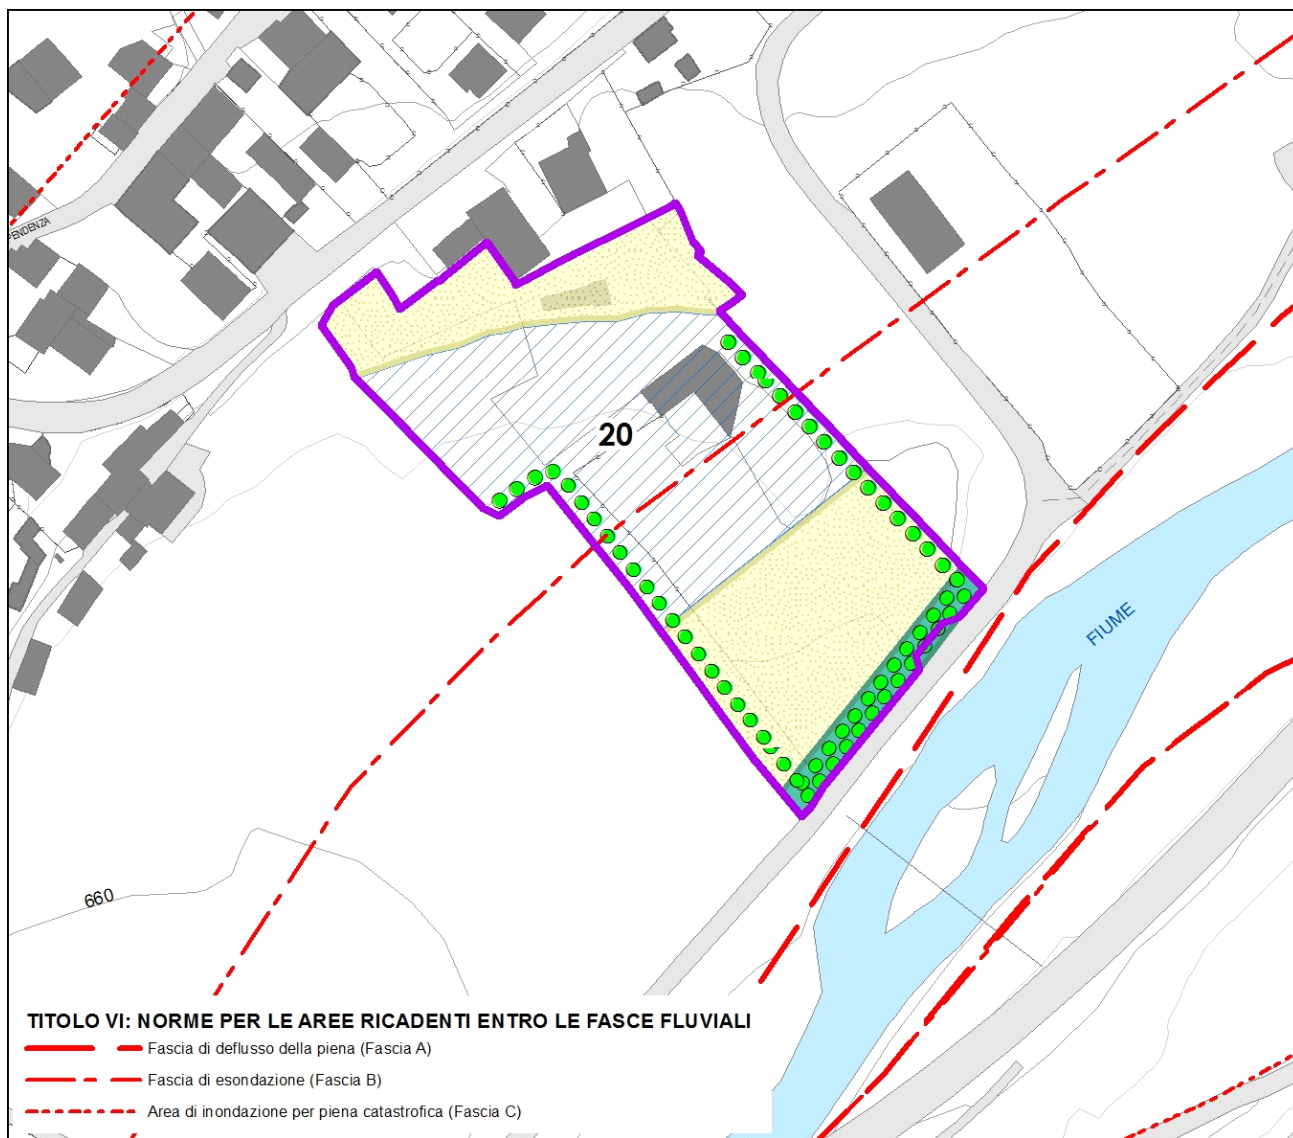 PENDENZA
20
FIUME
660
TITOLO VI: NORME PER LE AREE RICADENTI ENTRO LE FASCE FLUVIALI
Fascia di deflusso della piena (Fascia A)
Fascia di esondazione (Fascia B)
Area di inondazione per piena catastrofica (Fascia C)